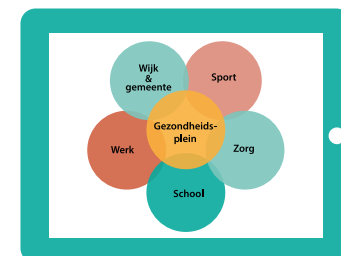 Wijk
&
gemeente
Sport
Gezondheids-
plein
Werk
Zorg
School